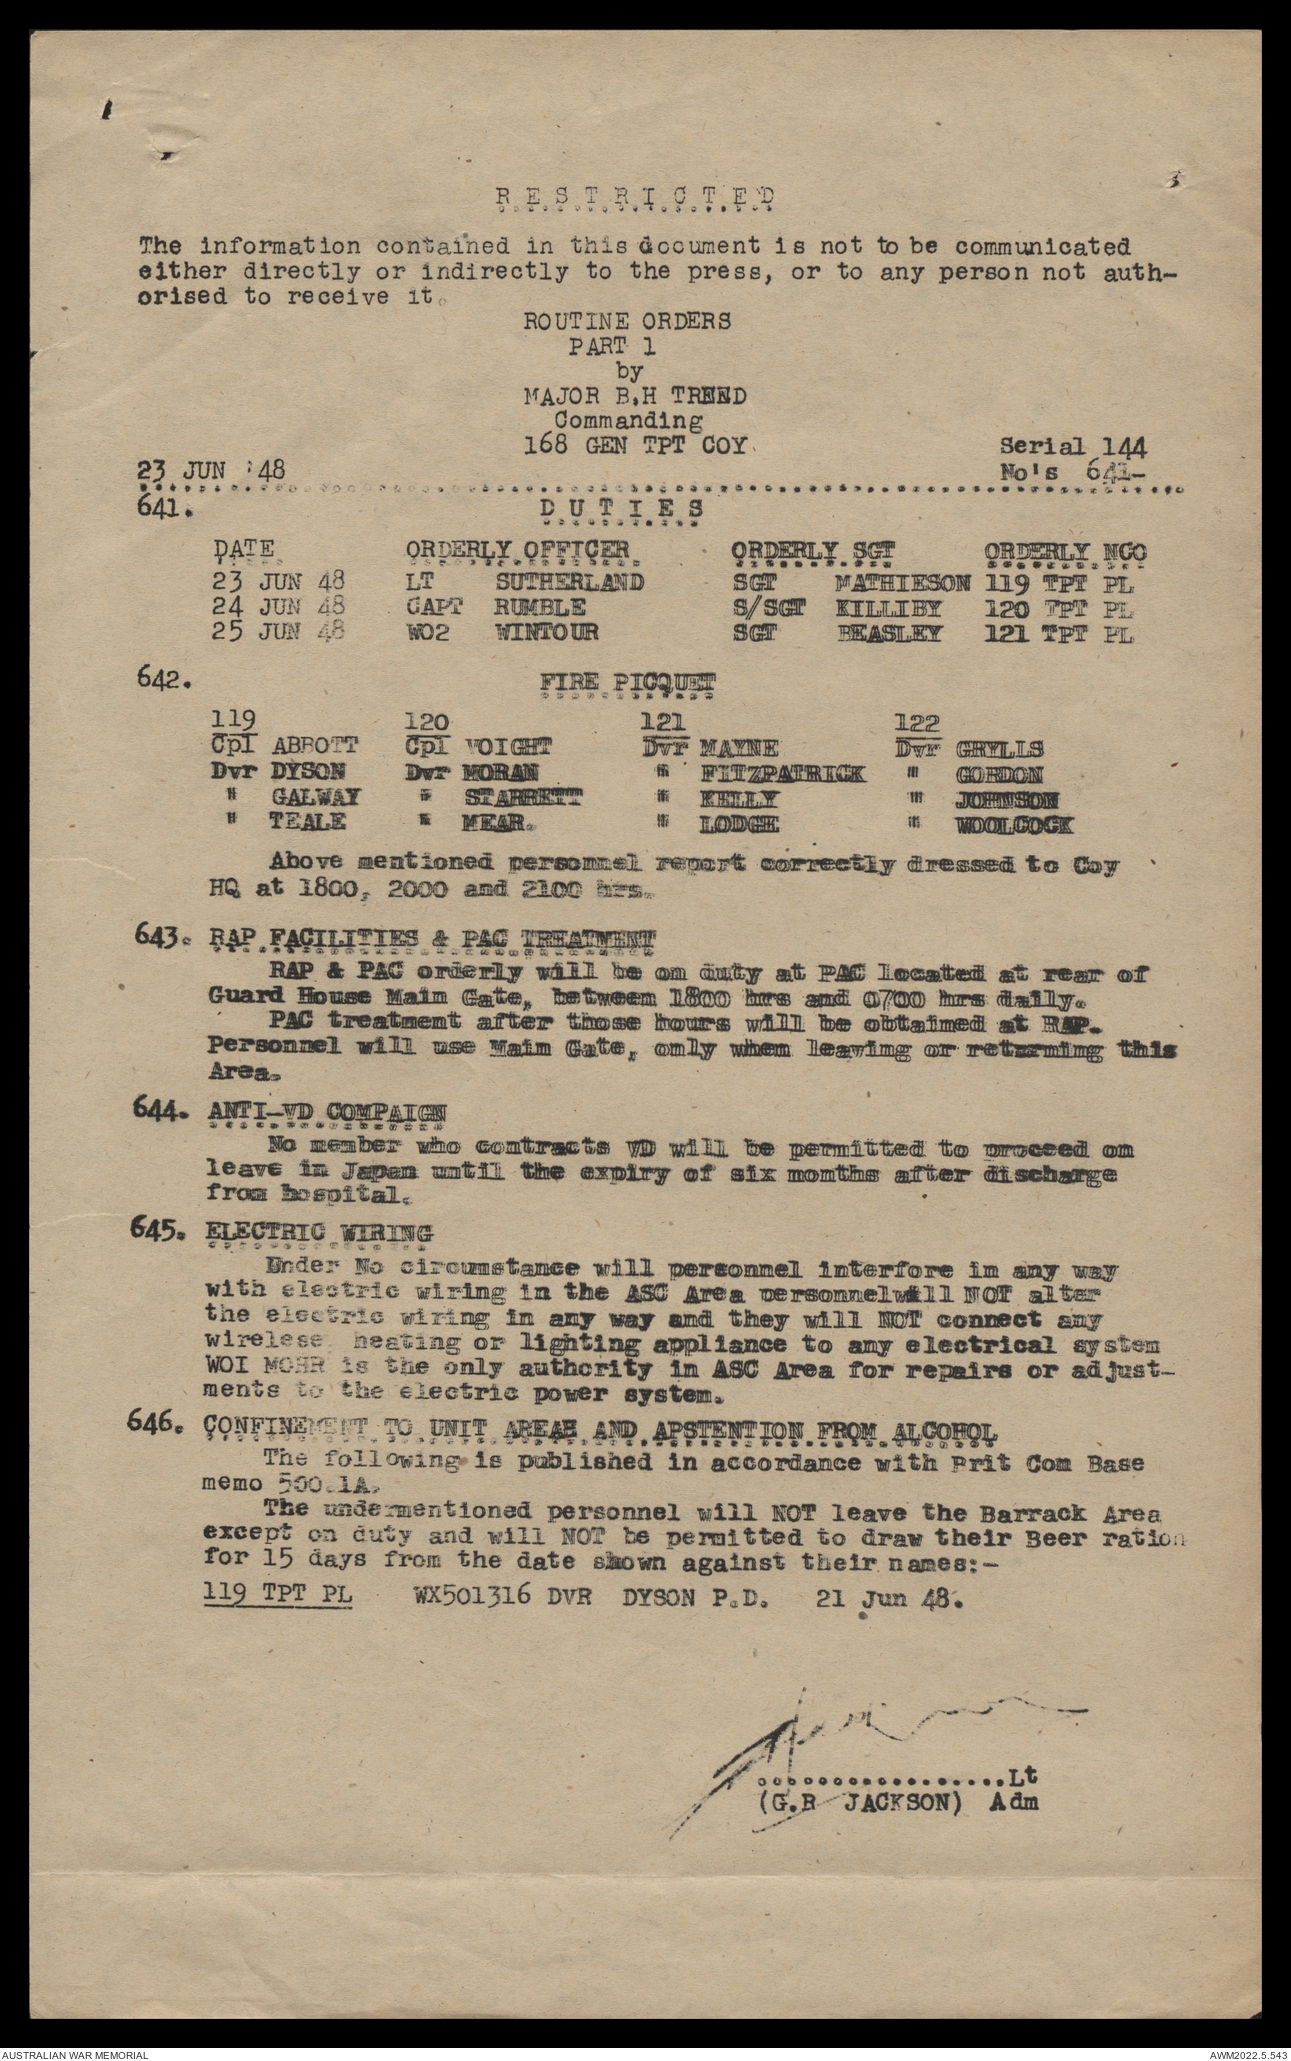 R E S T R I C T E D
The information contained in this document is not to be communicated
either directly or indirectly to the press, or to any person not auth-
orised to receive it.
ROUTINE ORDERS
PART 1
by
MAJOR B.H TREED
Commanding
168 GEN TPT COY
Serial 144
23 JUN '48
No's 641-
641. D U T I E S
DATE ORDERLY OFFICER ORDERLY SGT ORDERLY NCO
23 JUN 48 LT SUTHERLAND SGT MATHIESON 119 TPT PL
24 JUN 48 CAPT RUMBLE S/SGT KILLIBY 120 TPT PL
25 JUN 48 WO2 WINTOUR SGT BEASLEY 121 TPT PL
642. FIRE PICQUET
119 120 121 122
Cpl ABBOTT Cpl VOIGHT Dvr MAYNE Dvr GRYLLS
Dvr DYSON Dvr MORAN " FITZPATRICK " GORDON
" GALWAY " STARRETT " KELLY " JOHNSON
" TEALE " MEAR. " LODGE " WOOLCOCK
Above mentioned personnel report correctly dressed to Coy
HQ at 1800, 2000 and 2100 hrs.
643. RAP FACILITIES & PAC TREATMENT
RAP & PAC orderly will be on duty at PAC located at rear of
Guard House Main Gate, between 1800 hrs and 0700 hrs daily.
PAC treatment after those hours will be obtained at RAP.
Personnel will use Main Gate, only when leaving or returning this
Area.
644. ANTI-VD COMPAIGN
No member who contracts VD will be permitted to proceed on
leave in Japan until the expiry of six months after discharge
from hospital.
645. ELECTRIC WIRING
Under No circumstance will personnel interfore in any way
with electric wiring in the ASC Area personnelwill NOT alter
the electric wiring in any way and they will NOT connect any
wireless, heating or lighting appliance to any electrical system
WOI MOHR is the only authority in ASC Area for repairs or adjust-
ments to the electric power system.
646. CONFINEMENT TO UNIT AREAS AND APSTENTION FROM ALCOHOL
The following is published in accordance with Brit Com Base
memo 500.1A.
The undermentioned personnel will NOT leave the Barrack Area
except on duty and will NOT be permitted to draw their Beer ration
for 15 days from the date shown against their names:-
119 TPT PL WX501316 DVR DYSON P.D. 21 Jun 48.
.................Lt
(G.R JACKSON) Adm
AUSTRALIAN WAR MEMORIAL
AWM2022.5.543